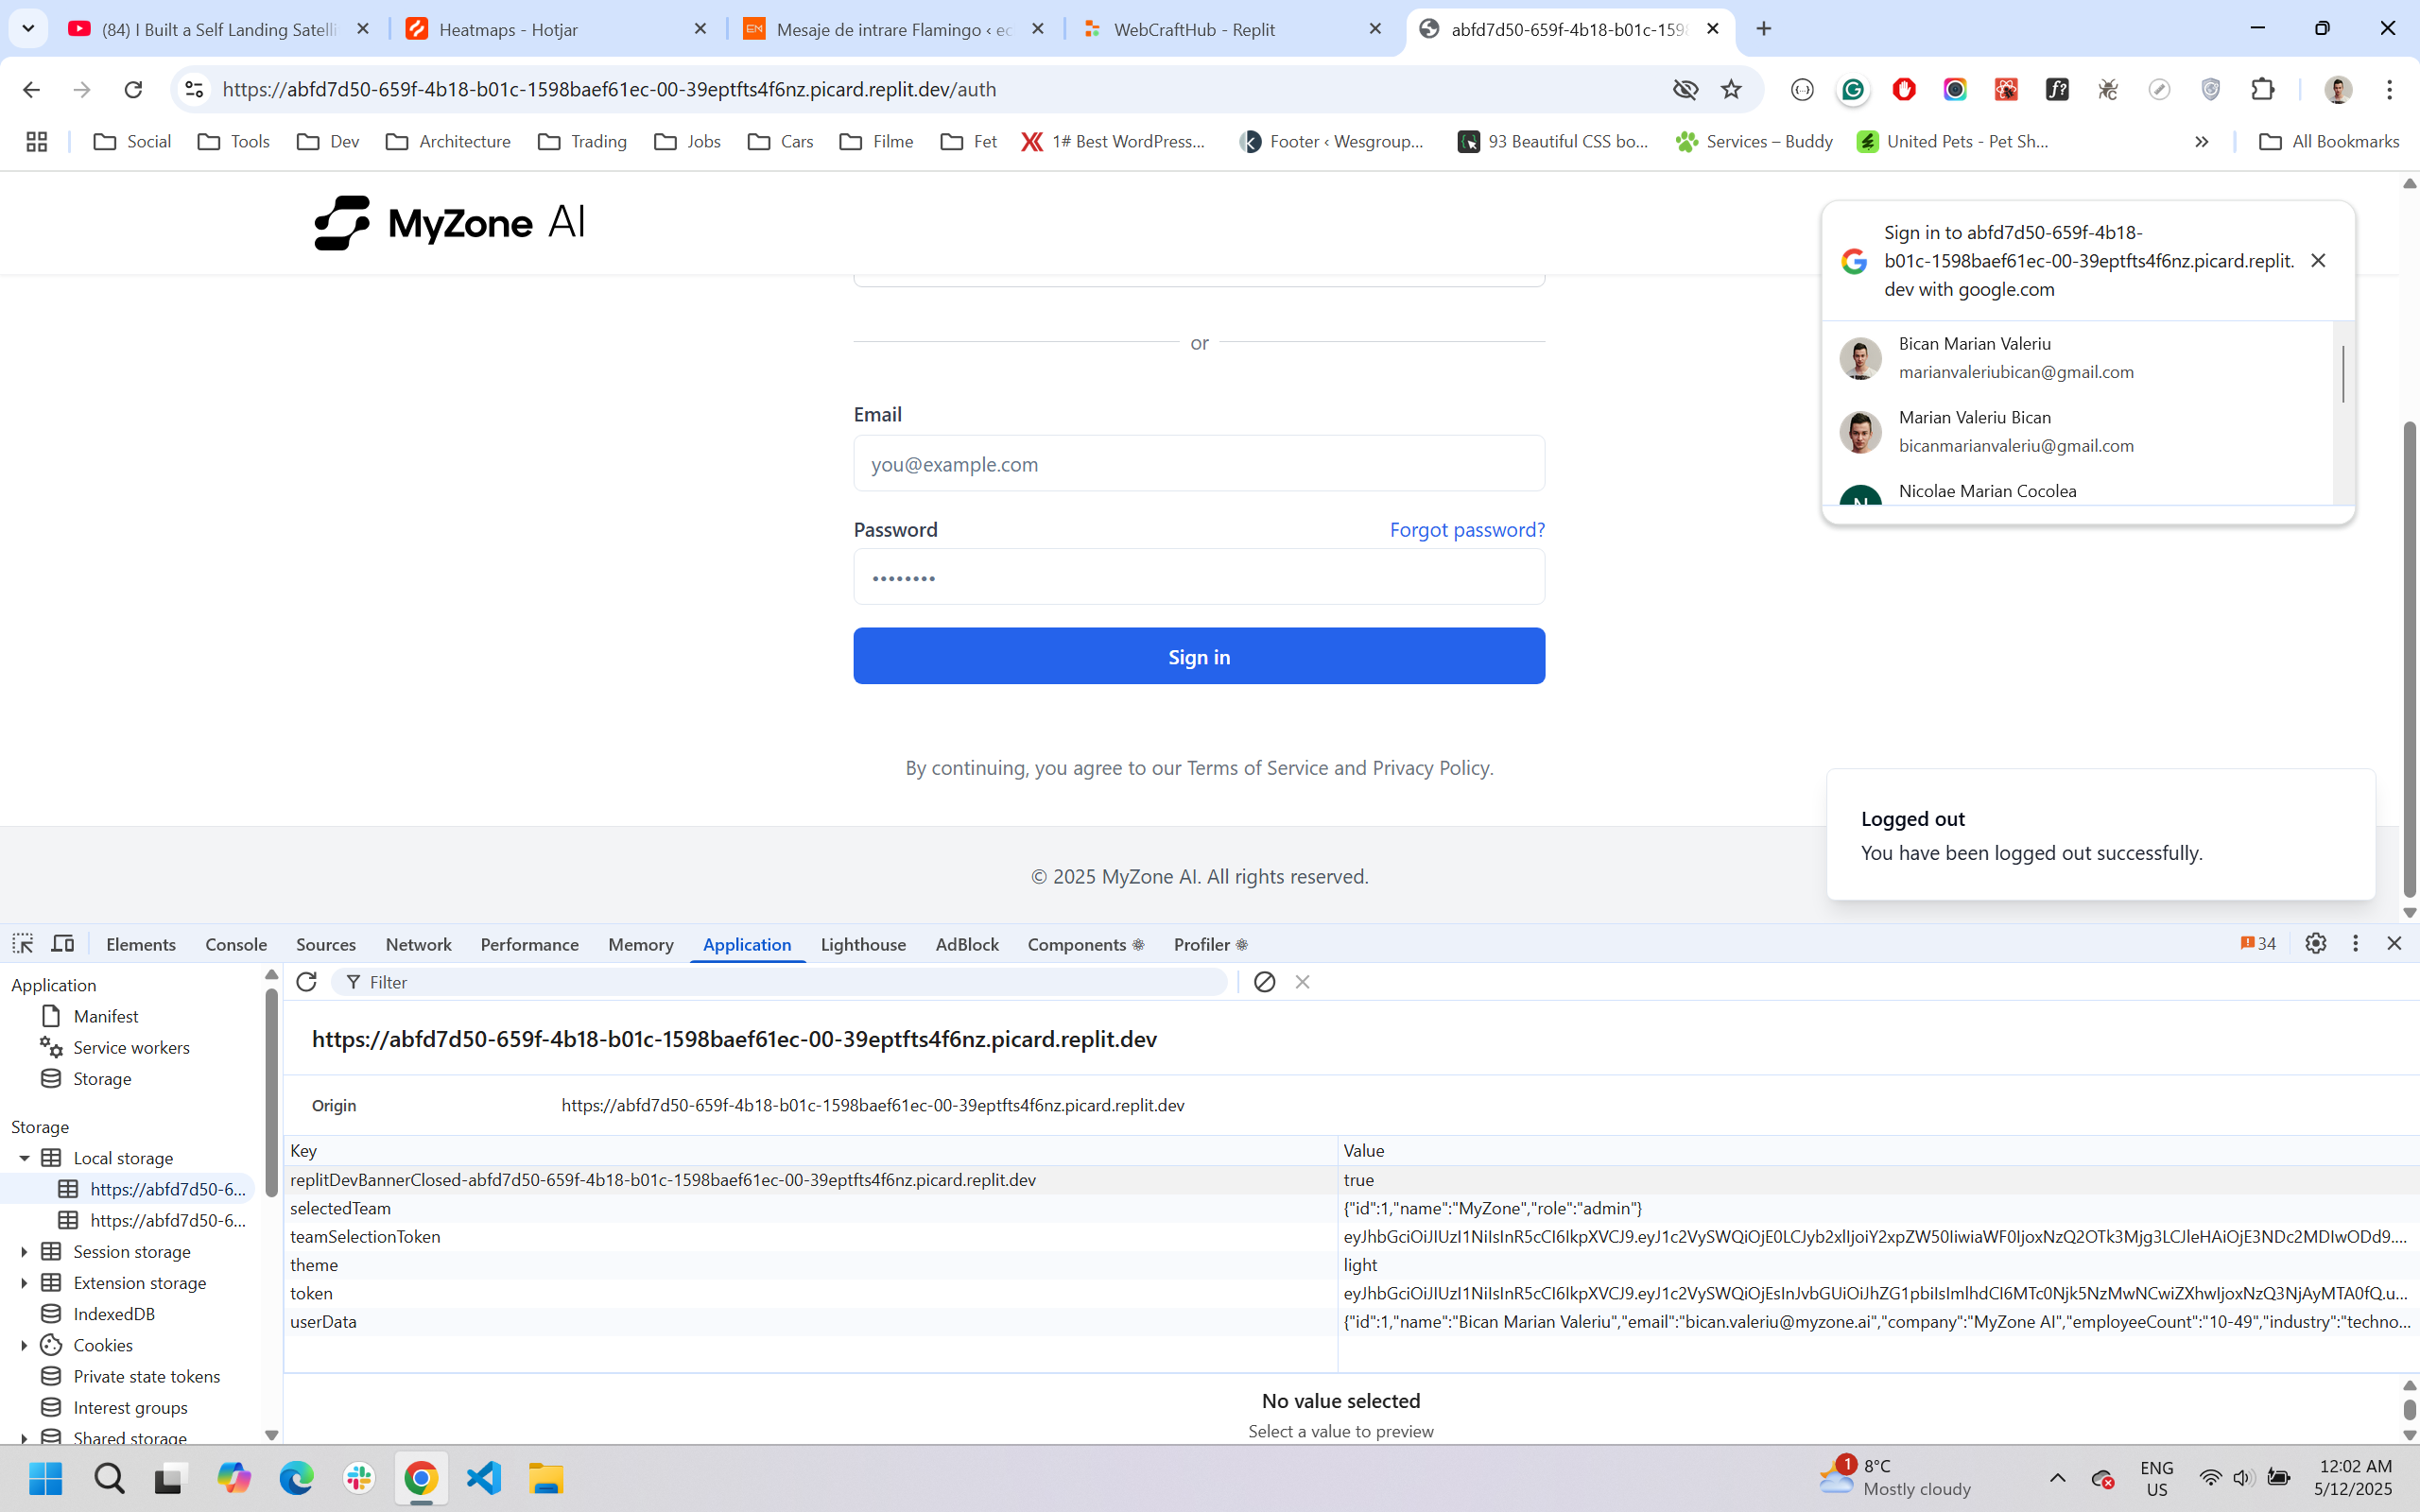 (84) I Built a Self Landing Satelli
Heatmaps - Hotjar
EM
Mesaje de intrare Flamingo ‹ ec
WebCraftHub - Replit
abfd7d50-659f-4b18-b01c-1598
https://abfd7d50-659f-4b18-b01c-1598baef61ec-00-39eptfts4f6nz.picard.replit.dev/auth
Social
Tools
Dev
Architecture
Trading
Jobs
Cars
Filme
Fet
1# Best WordPress...
Footer ‹ Wesgroup...
93 Beautiful CSS bo...
Services – Buddy
United Pets - Pet Sh...
All Bookmarks
MyZone AI
Sign in to abfd7d50-659f-4b18-
b01c-1598baef61ec-00-39eptfts4f6nz.picard.replit.
dev with google.com
Bican Marian Valeriu
marianvaleriubican@gmail.com
Marian Valeriu Bican
bicanmarianvaleriu@gmail.com
Nicolae Marian Cocolea
or
Email
you@example.com
Password
Forgot password?
Sign in
By continuing, you agree to our Terms of Service and Privacy Policy.
Logged out
You have been logged out successfully.
© 2025 MyZone AI. All rights reserved.
Elements
Console
Sources
Network
Performance
Memory
Application
Lighthouse
AdBlock
Components
Profiler
34
Application
Manifest
Service workers
Storage
Storage
Local storage
https://abfd7d50-6...
https://abfd7d50-6...
Session storage
Extension storage
IndexedDB
Cookies
Private state tokens
Interest groups
Shared storage
Filter
https://abfd7d50-659f-4b18-b01c-1598baef61ec-00-39eptfts4f6nz.picard.replit.dev
Origin https://abfd7d50-659f-4b18-b01c-1598baef61ec-00-39eptfts4f6nz.picard.replit.dev
Key Value
replitDevBannerClosed-abfd7d50-659f-4b18-b01c-1598baef61ec-00-39eptfts4f6nz.picard.replit.dev true
selectedTeam {"id":1,"name":"MyZone","role":"admin"}
teamSelectionToken eyJhbGciOiJIUzI1NiIsInR5cCI6IkpXVCJ9.eyJ1c2VySWQiOjE0LCJyb2xlIjoiY2xpZW50IiwiaWF0IjoxNzQ2OTk3Mjg3LCJleHAiOjE3NDc2MDIwODd9....
theme light
token eyJhbGciOiJIUzI1NiIsInR5cCI6IkpXVCJ9.eyJ1c2VySWQiOjEsInJvbGUiOiJhZG1pbiIsImlhdCI6MTc0Njk5NzMwNCwiZXhwIjoxNzQ3NjAyMTA0fQ.u...
userData {"id":1,"name":"Bican Marian Valeriu","email":"bican.valeriu@myzone.ai","company":"MyZone AI","employeeCount":"10-49","industry":"techno...
No value selected
Select a value to preview
1
8°C
Mostly cloudy
ENG
US
12:02 AM
5/12/2025